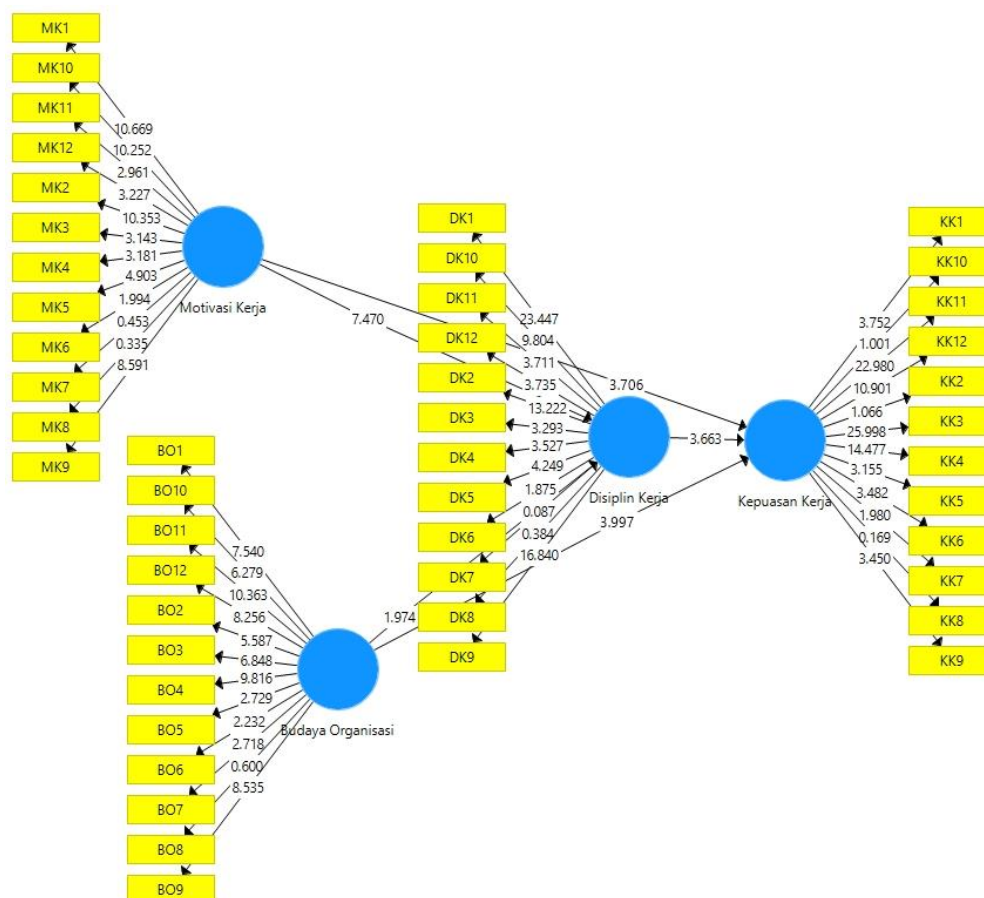 MK1
MK10
MK11
MK12
MK2
MK3
MK4
MK5
MK6
MK7
MK8
MK9
10.669
10.252
2.961
3.227
10.353
3.143
3.181
4.903
1.994
0.453
0.335
8.591
Motivasi Kerja
7.470
3.706
BO1
BO10
BO11
BO12
BO2
BO3
BO4
BO5
BO6
BO7
BO8
BO9
7.540
6.279
10.363
8.256
5.587
6.848
9.816
2.729
2.232
2.718
0.600
8.535
Budaya Organisasi
1.974
3.997
DK1
DK10
DK11
DK12
DK2
DK3
DK4
DK5
DK6
DK7
DK8
DK9
23.447
9.804
3.711
3.735
13.222
3.293
3.527
4.249
1.875
0.087
0.384
16.840
Disiplin Kerja
3.663
Kepuasan Kerja
3.752
1.001
22.980
10.901
1.066
25.998
14.477
3.155
3.482
1.980
0.169
3.450
KK1
KK10
KK11
KK12
KK2
KK3
KK4
KK5
KK6
KK7
KK8
KK9